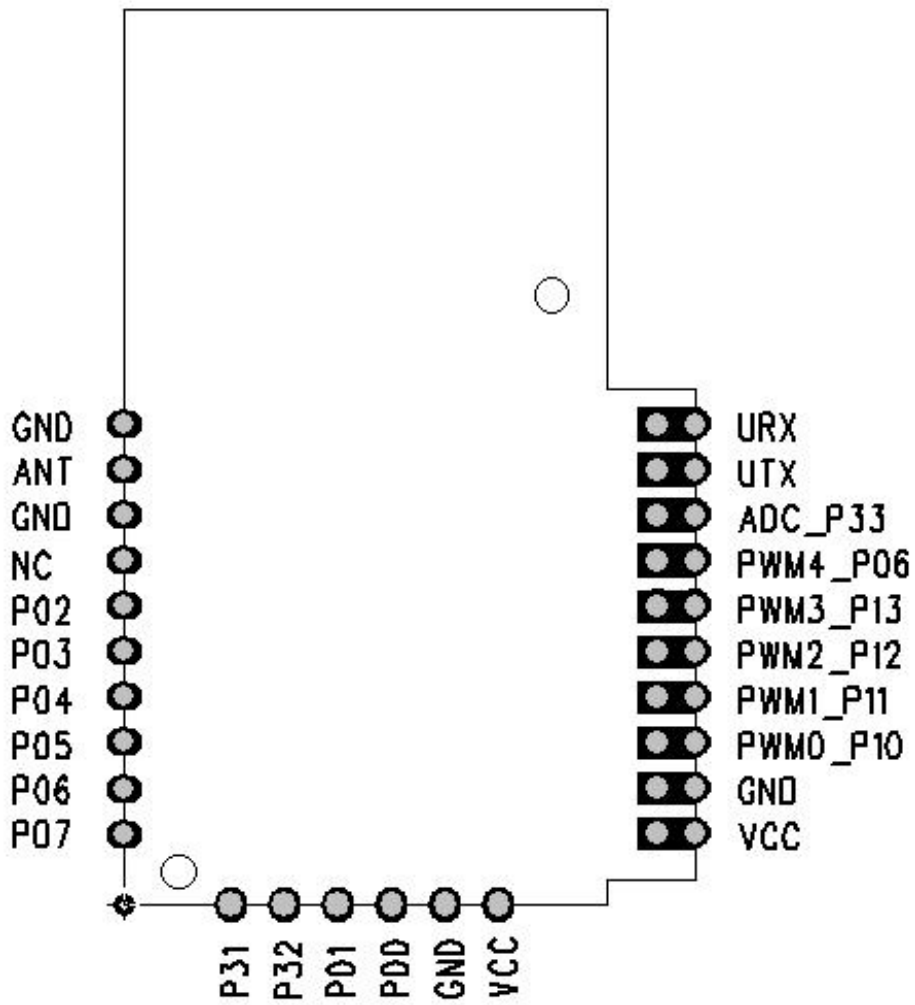 GND
ANT
GND
NC
P02
P03
P04
P05
P06
P07
URX
UTX
ADC_P33
PWM4_P06
PWM3_P13
PWM2_P12
PWM1_P11
PWM0_P10
GND
VCC
P31
P32
P01
P00
GND
VCC